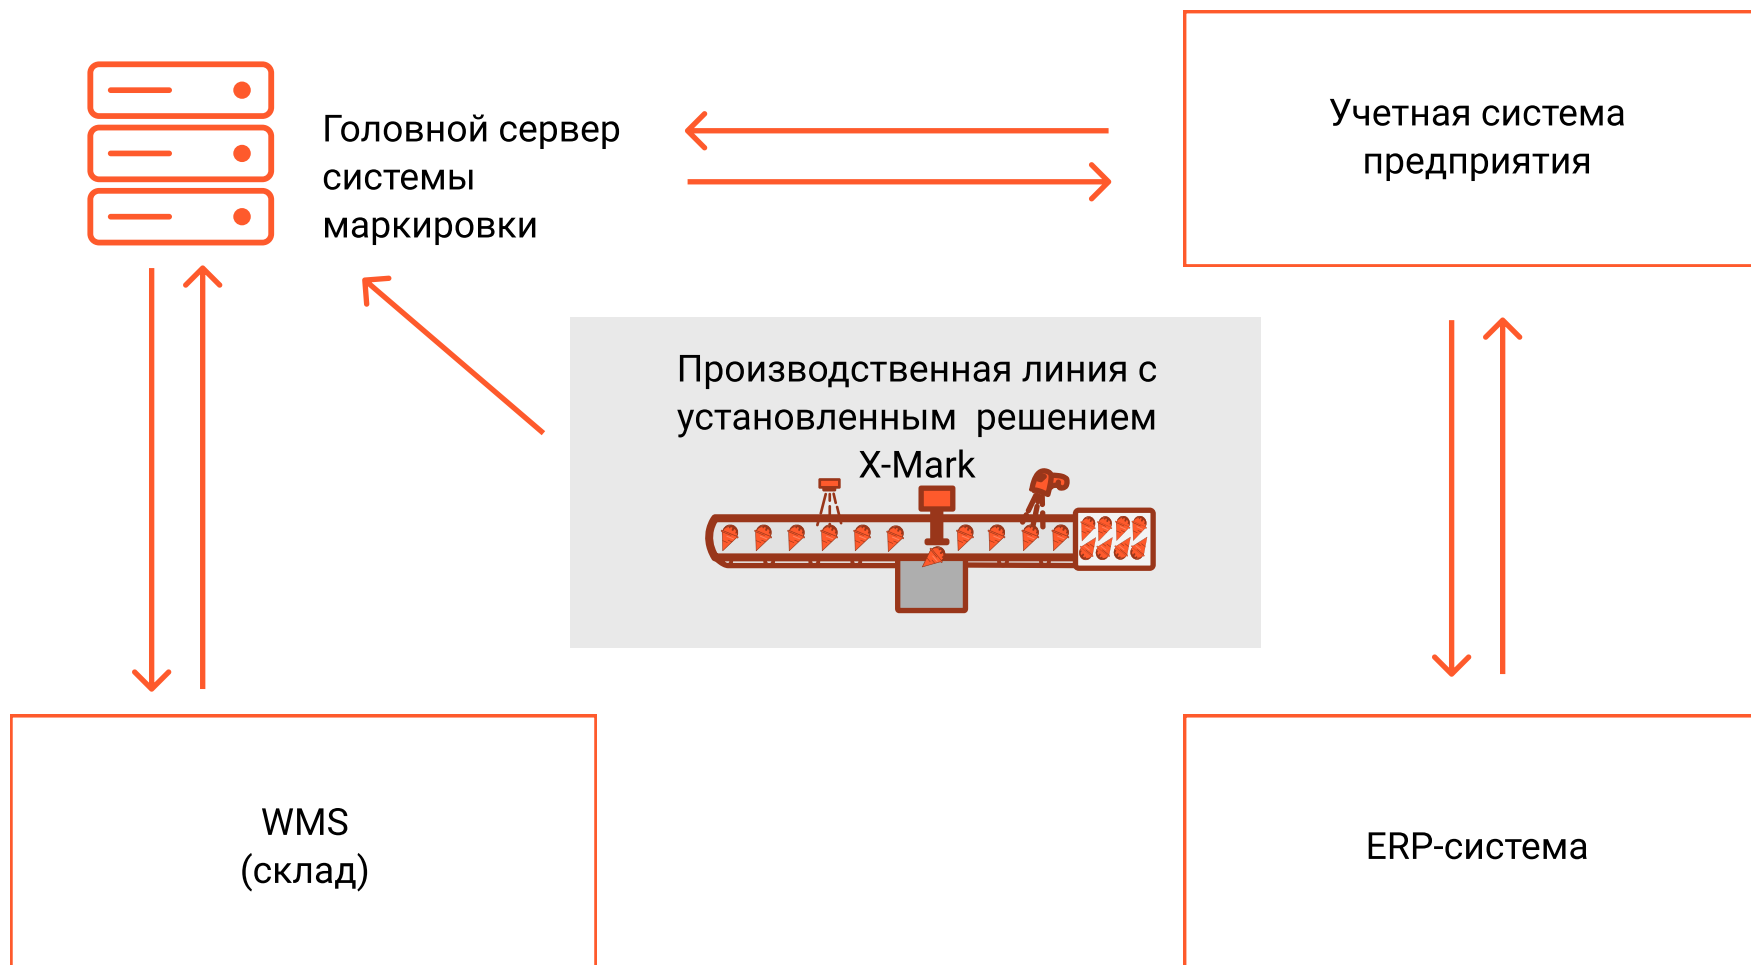 Головной сервер
системы
маркировки
Учетная система
предприятия
Производственная линия с
установленным решением
X-Mark
WMS
(склад)
ERP-система